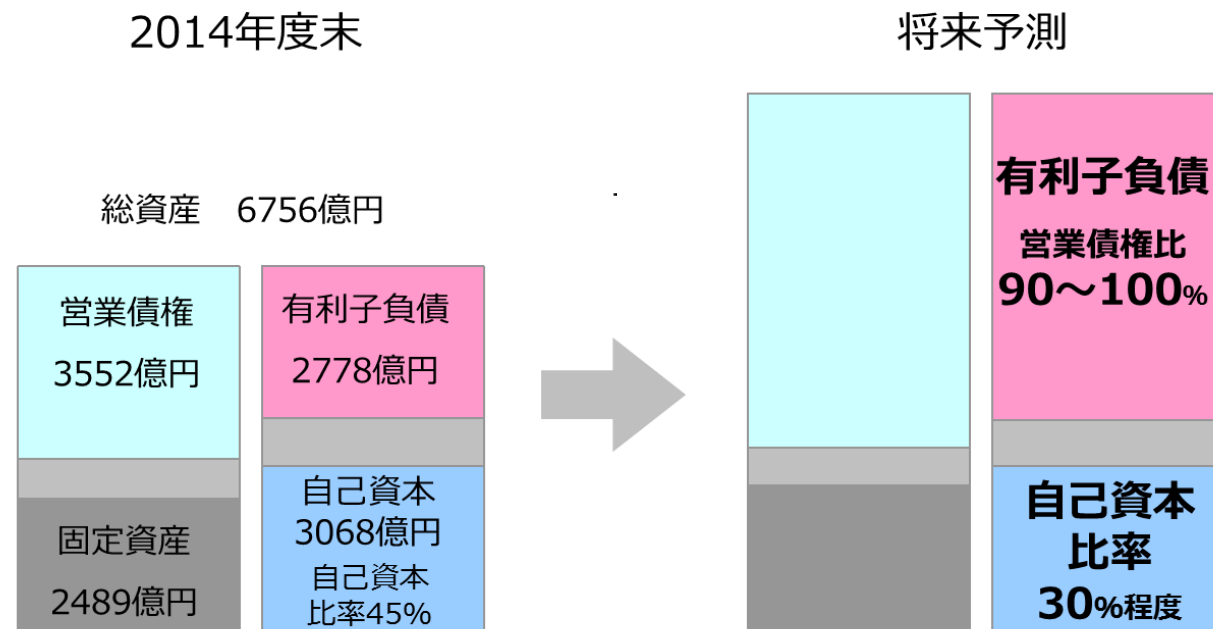 2014年度末
将来予測
総資産　6756億円
営業債権
3552億円
固定資産
2489億円
有利子負債
2778億円
自己資本
3068億円
自己資本
比率45%
有利子負債
営業債権比
90～100%
自己資本
比率
30%程度